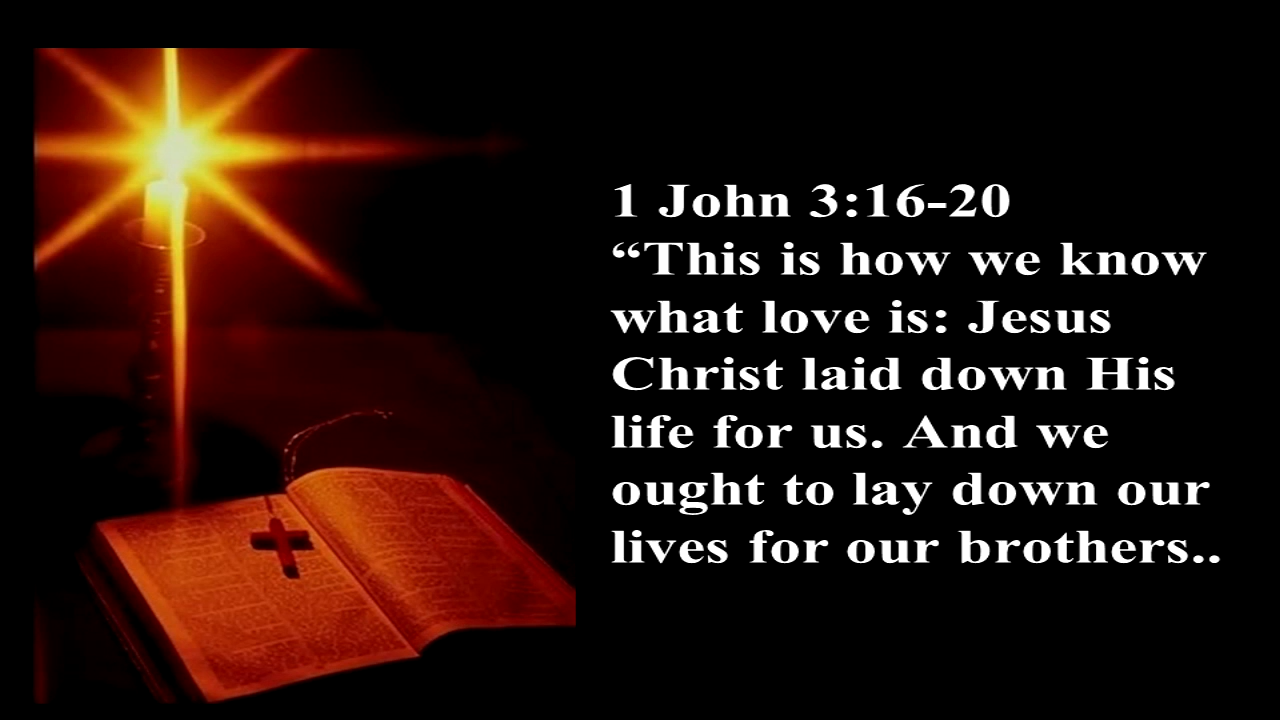 1 John 3:16-20
“This is how we know
what love is: Jesus
Christ laid down His
life for us. And we
ought to lay down our
lives for our brothers..